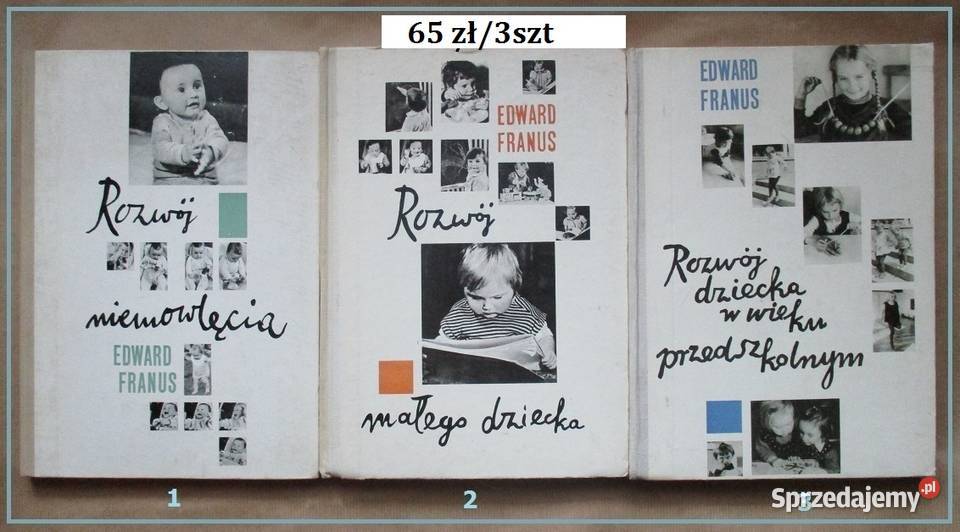 65 zł/3szt
Rozwój
niemowlęcia
EDWARD
FRANUS
1
EDWARD
FRANUS
Rozwój
małego dziecka
2
EDWARD
FRANUS
Rozwój
dziecka
w wieku
przedszkolnym
3
Sprzedajemy.pl